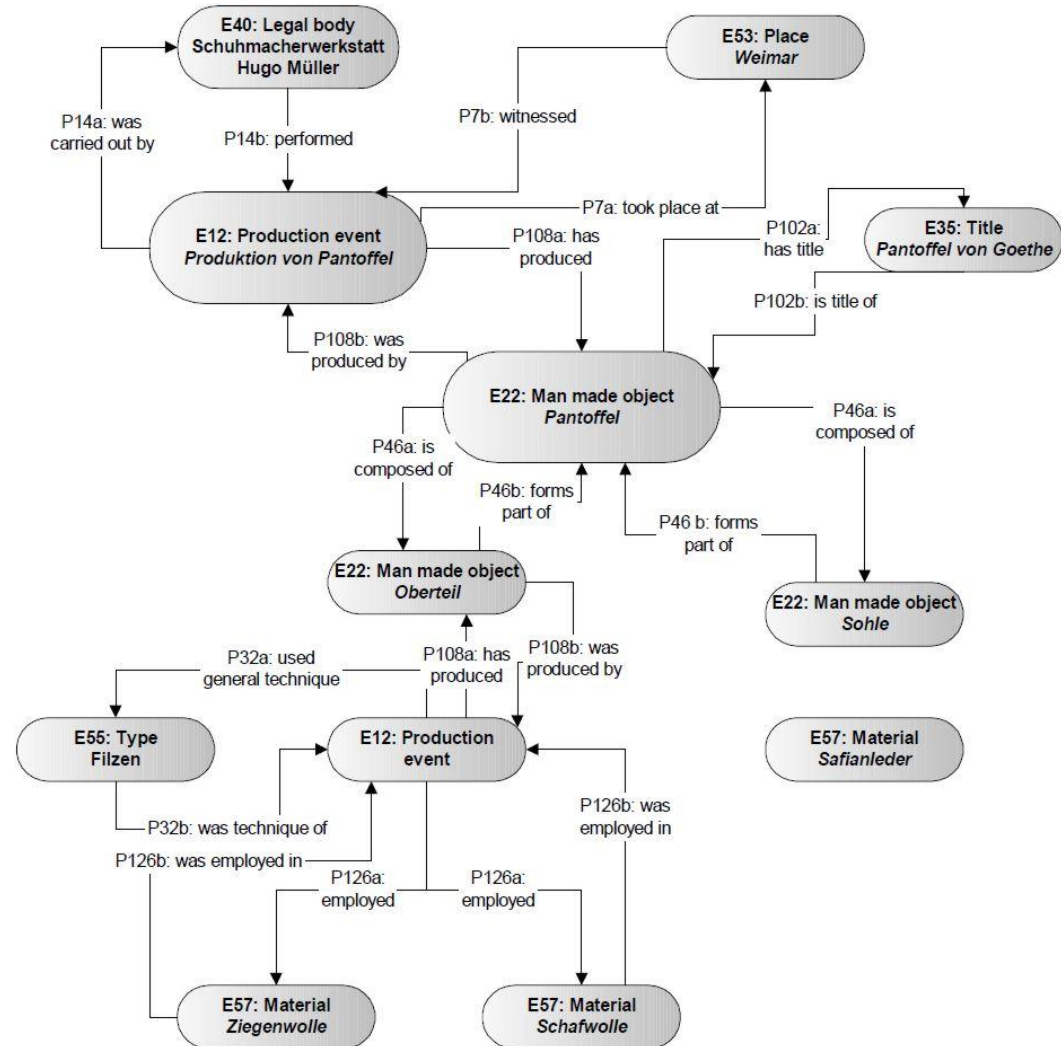 E40: Legal body
Schuhmacherwerkstatt
Hugo Müller
E53: Place
Weimar
P14a: was
carried out by
P14b: performed
P7b: witnessed
P7a: took place at
E12: Production event
Produktion von Pantoffel
P108a: has
produced
P102a:
has title
E35: Title
Pantoffel von Goethe
P102b: is title of
P108b: was
produced by
E22: Man made object
Pantoffel
P46a: is
composed of
P46a: is
composed of
P46b: forms
part of
P46 b: forms
part of
E22: Man made object
Oberteil
E22: Man made object
Sohle
P32a: used
general technique
P108a: has
produced
P108b: was
produced by
E55: Type
Filzen
E12: Production
event
E57: Material
Safianleder
P32b: was technique of
P126b: was employed in
P126b: was
employed in
P126a:
employed
P126a:
employed
E57: Material
Ziegenwolle
E57: Material
Schafwolle